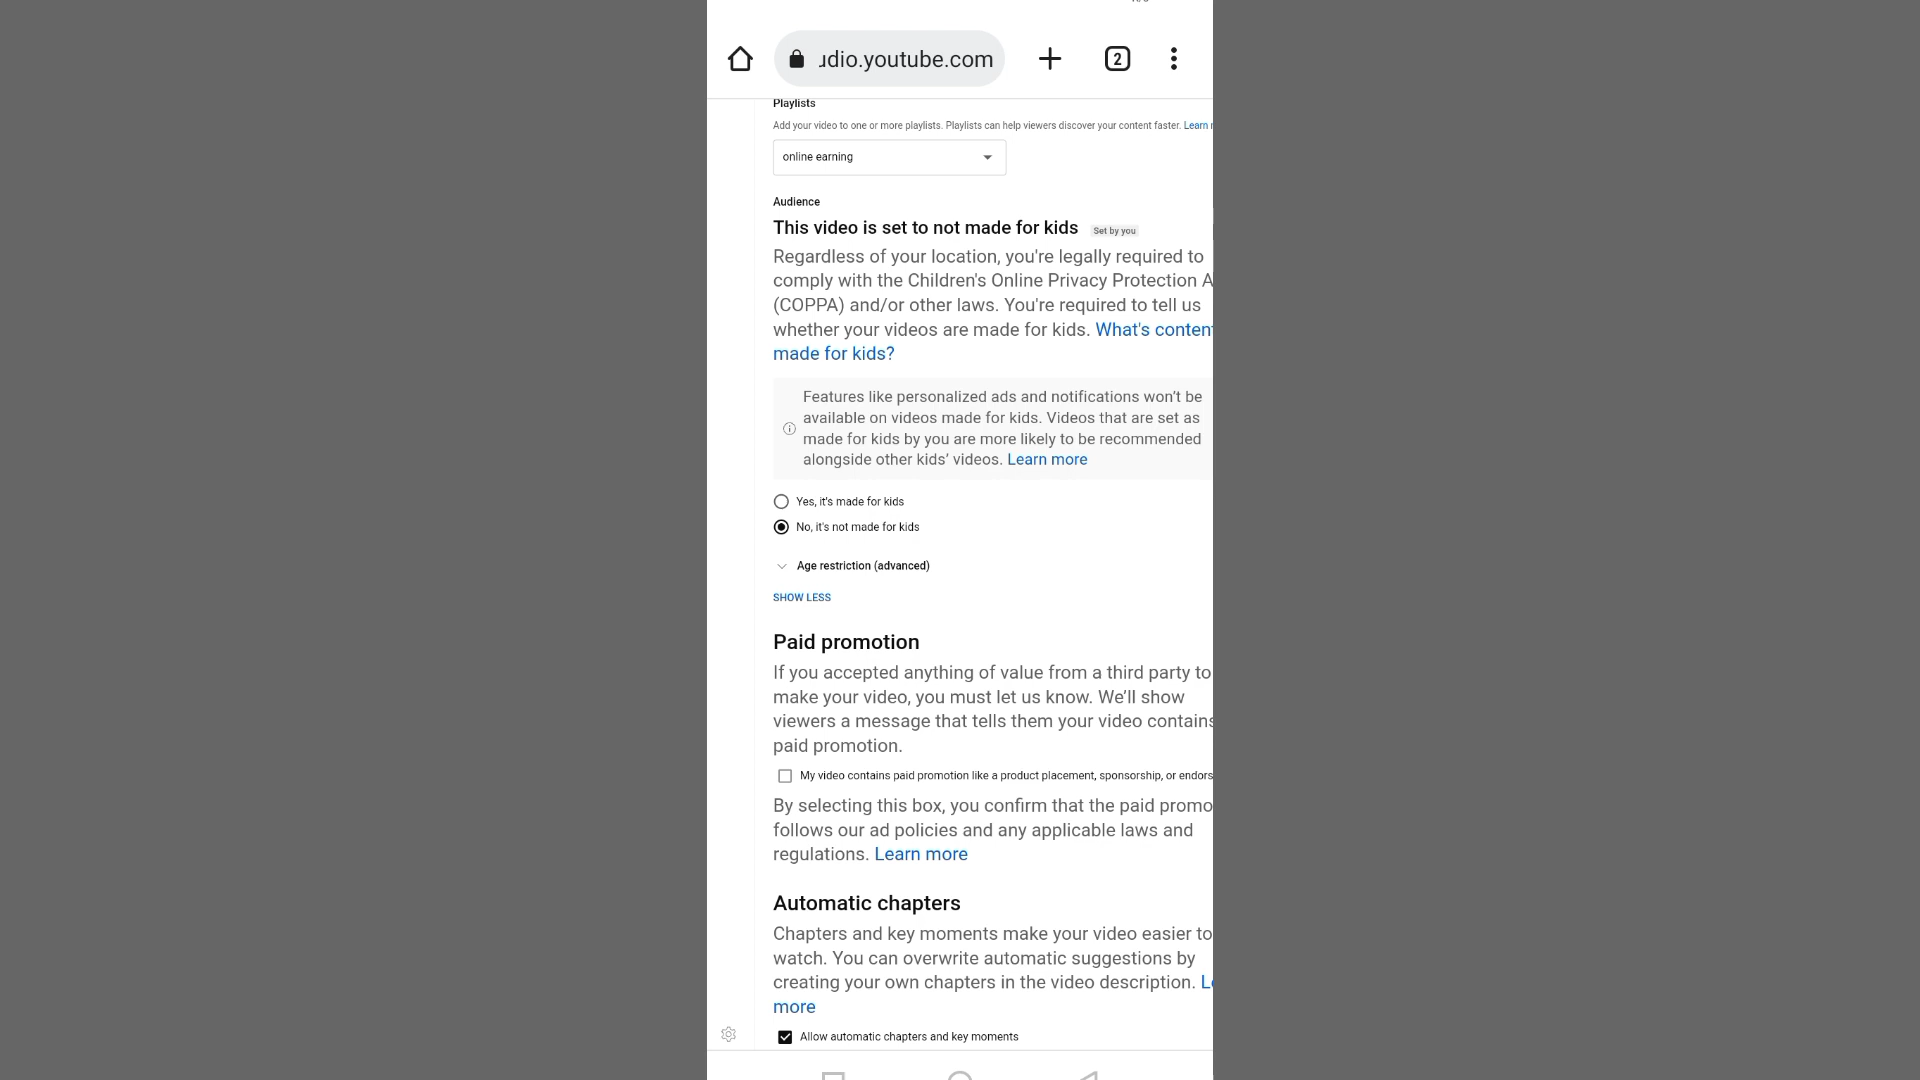 udio.youtube.com
2
Playlists
Add your video to one or more playlists. Playlists can help viewers discover your content faster. Learn
online earning
Audience
This video is set to not made for kids Set by you
Regardless of your location, you're legally required to
comply with the Children's Online Privacy Protection A
(COPPA) and/or other laws. You're required to tell us
whether your videos are made for kids. What's content
made for kids?
Features like personalized ads and notifications won’t be
available on videos made for kids. Videos that are set as
made for kids by you are more likely to be recommended
alongside other kids’ videos. Learn more
Yes, it's made for kids
No, it's not made for kids
Age restriction (advanced)
SHOW LESS
Paid promotion
If you accepted anything of value from a third party to
make your video, you must let us know. We’ll show
viewers a message that tells them your video contains
paid promotion.
My video contains paid promotion like a product placement, sponsorship, or endors
By selecting this box, you confirm that the paid promo
follows our ad policies and any applicable laws and
regulations. Learn more
Automatic chapters
Chapters and key moments make your video easier to
watch. You can overwrite automatic suggestions by
creating your own chapters in the video description. Le
more
Allow automatic chapters and key moments